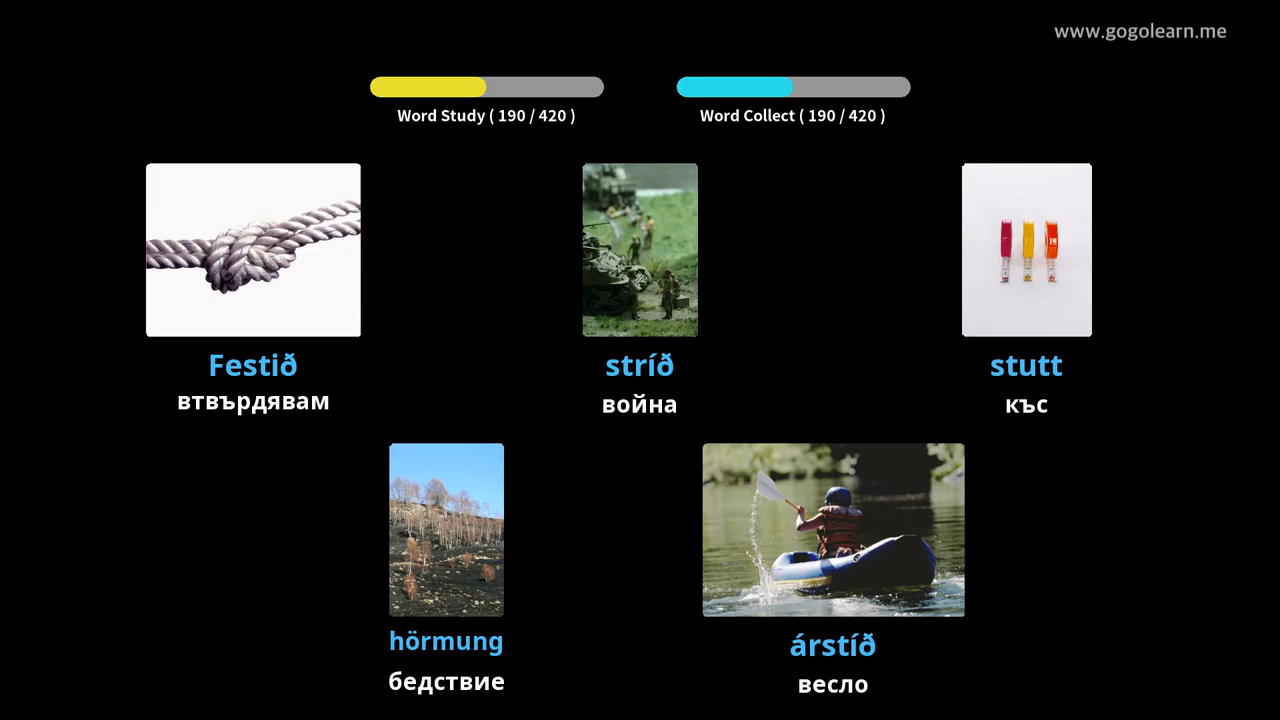 www.gogolearn.me
Word Study ( 190 / 420 )
Word Collect ( 190 / 420 )
Festið
втвърдявам
stríð
война
stutt
къс
hörmung
бедствие
árstíð
весло